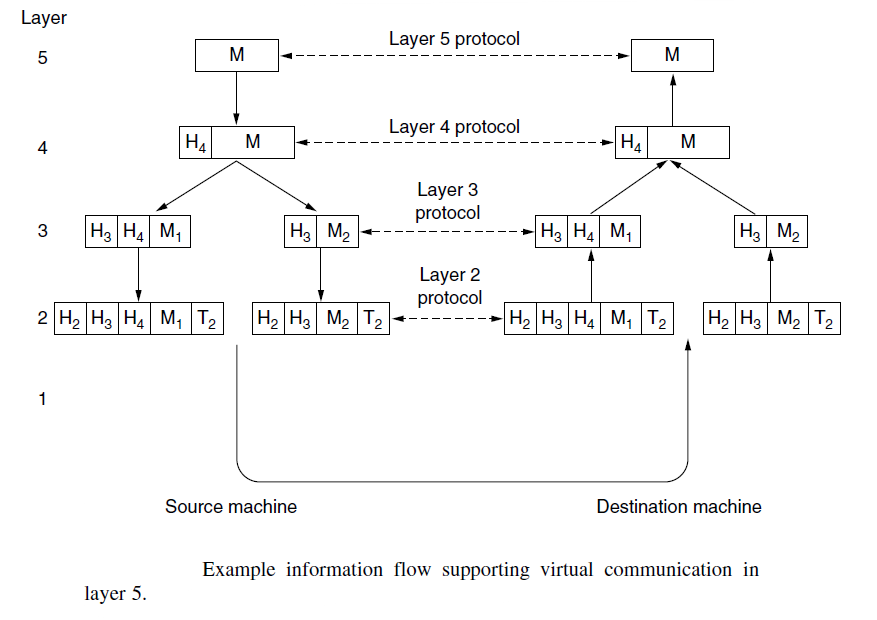 Layer
5 M Layer 5 protocol M
4 H4 M Layer 4 protocol H4 M
Layer 3
protocol
3 H3 H4 M1 H3 M2 H3 H4 M1 H3 M2
Layer 2
protocol
2 H2 H3 H4 M1 T2 H2 H3 M2 T2 H2 H3 H4 M1 T2 H2 H3 M2 T2
1
Source machine Destination machine
Example information flow supporting virtual communication in
layer 5.